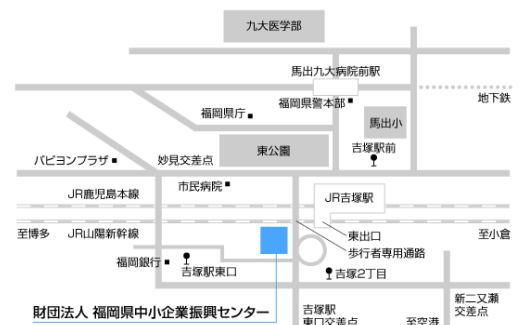 九大医学部
馬出九大病院前駅
地下鉄
福岡県警本部
福岡県庁
馬出小
東公園
吉塚駅前
パピヨンプラザ
妙見交差点
市民病院
JR鹿児島本線
JR吉塚駅
至博多
JR山陽新幹線
東出口
至小倉
歩行者専用通路
福岡銀行
吉塚駅東口
吉塚2丁目
財団法人 福岡県中小企業振興センター
吉塚駅
東口交差点
至空港
新二又瀬
交差点